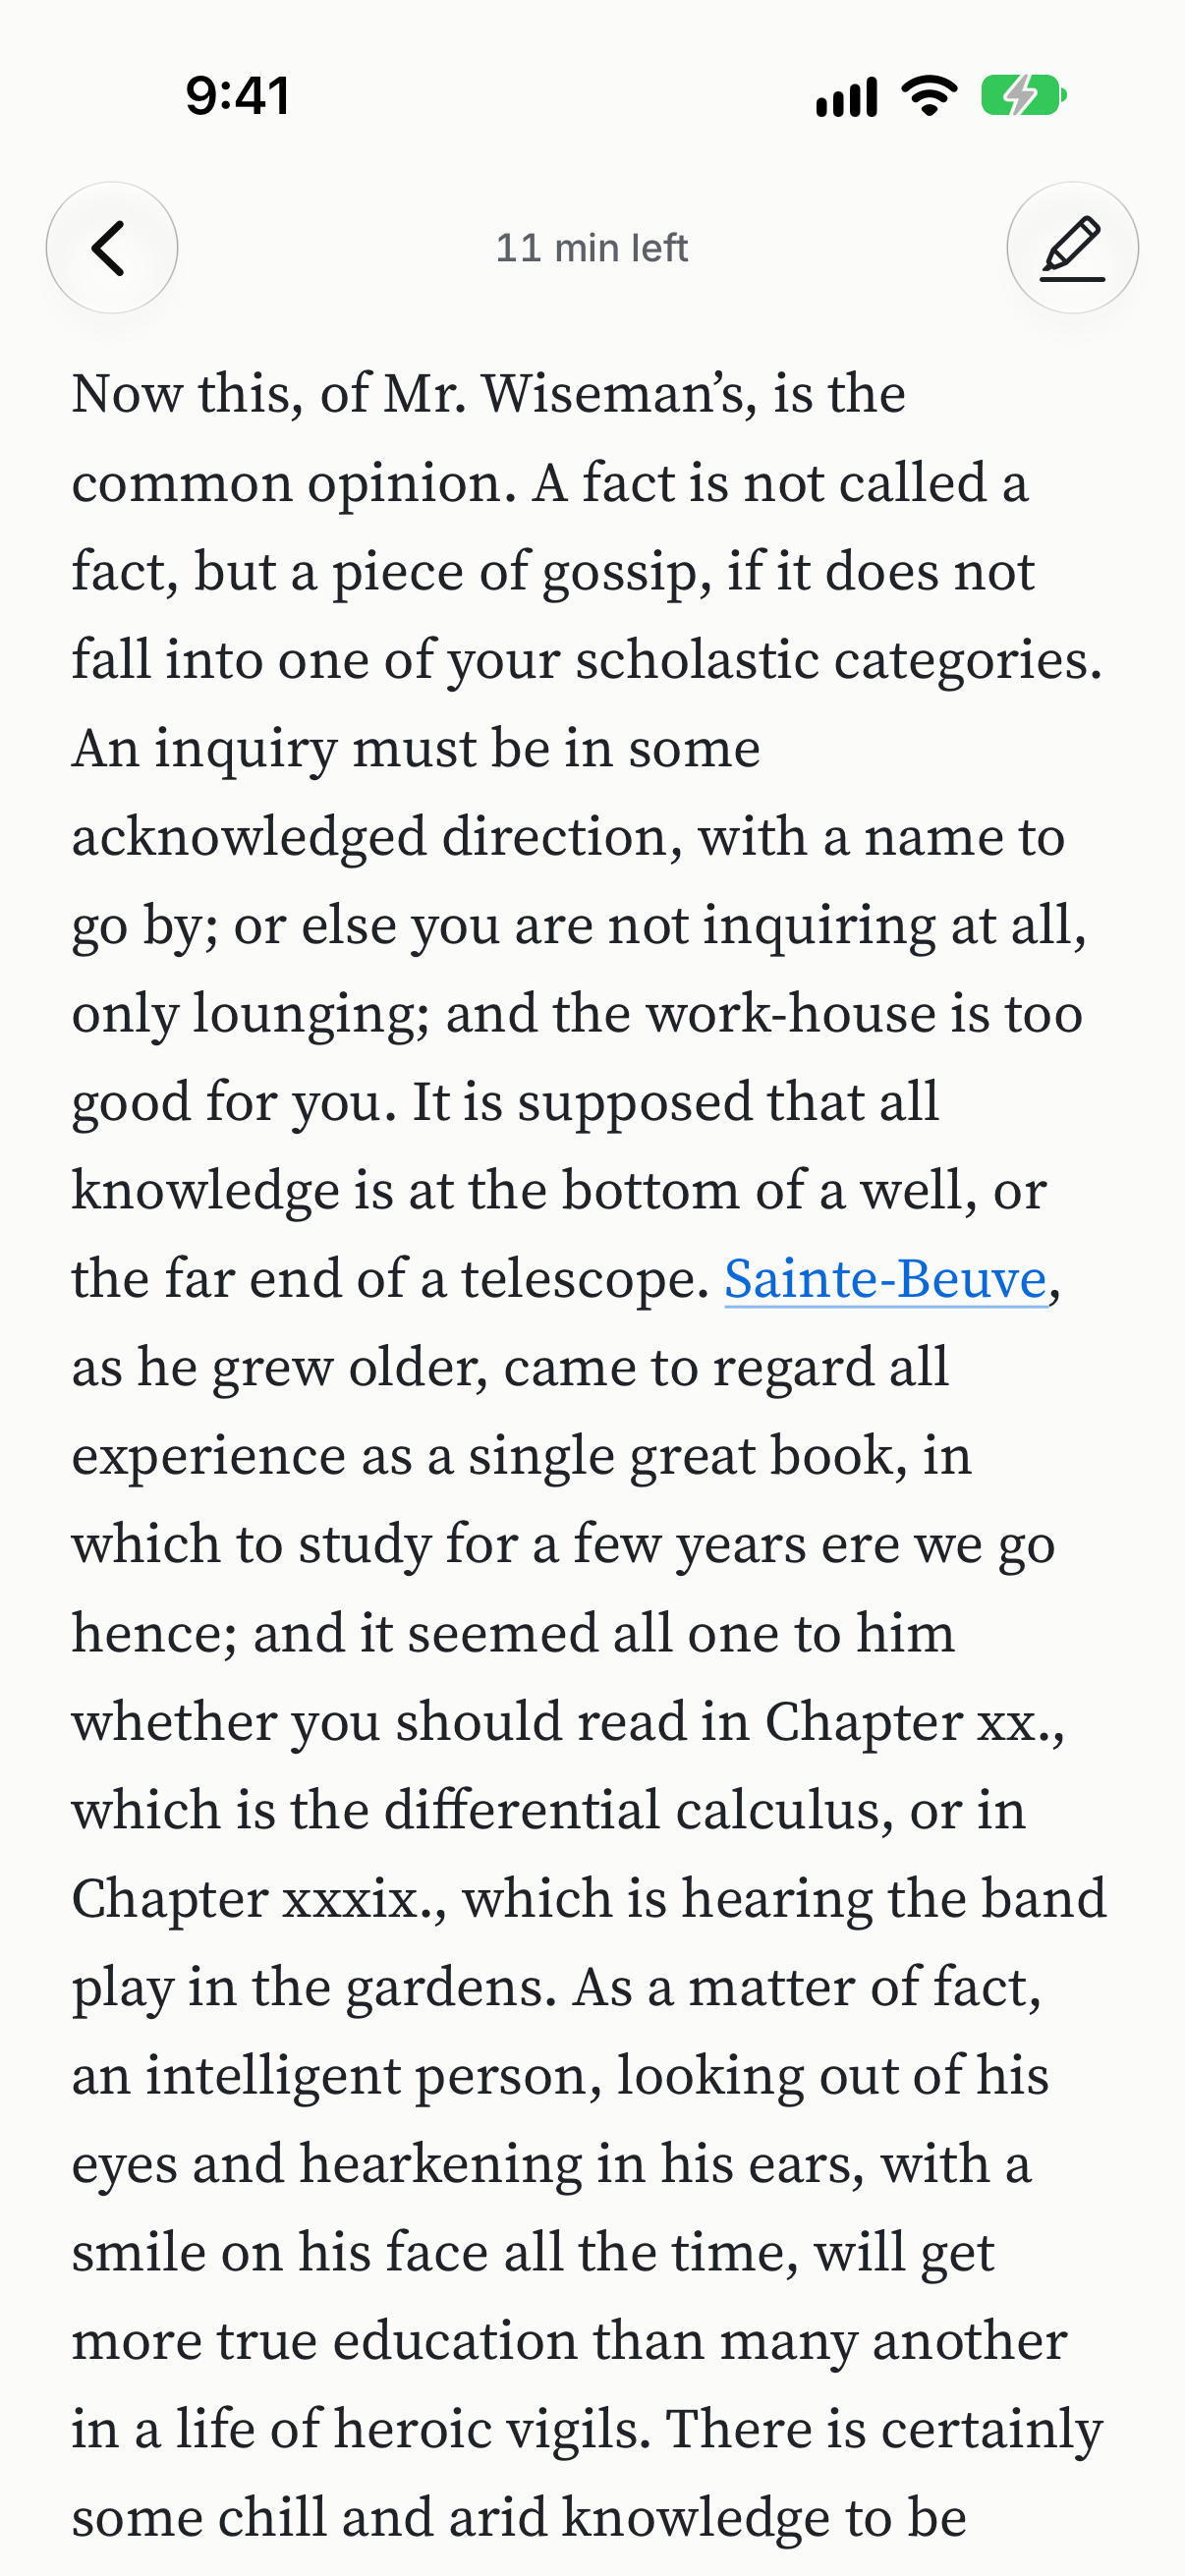 9:41
11 min left
Now this, of Mr. Wiseman’s, is the
common opinion. A fact is not called a
fact, but a piece of gossip, if it does not
fall into one of your scholastic categories.
An inquiry must be in some
acknowledged direction, with a name to
go by; or else you are not inquiring at all,
only lounging; and the work-house is too
good for you. It is supposed that all
knowledge is at the bottom of a well, or
the far end of a telescope. Sainte-Beuve,
as he grew older, came to regard all
experience as a single great book, in
which to study for a few years ere we go
hence; and it seemed all one to him
whether you should read in Chapter xx.,
which is the differential calculus, or in
Chapter xxxix., which is hearing the band
play in the gardens. As a matter of fact,
an intelligent person, looking out of his
eyes and hearkening in his ears, with a
smile on his face all the time, will get
more true education than many another
in a life of heroic vigils. There is certainly
some chill and arid knowledge to be